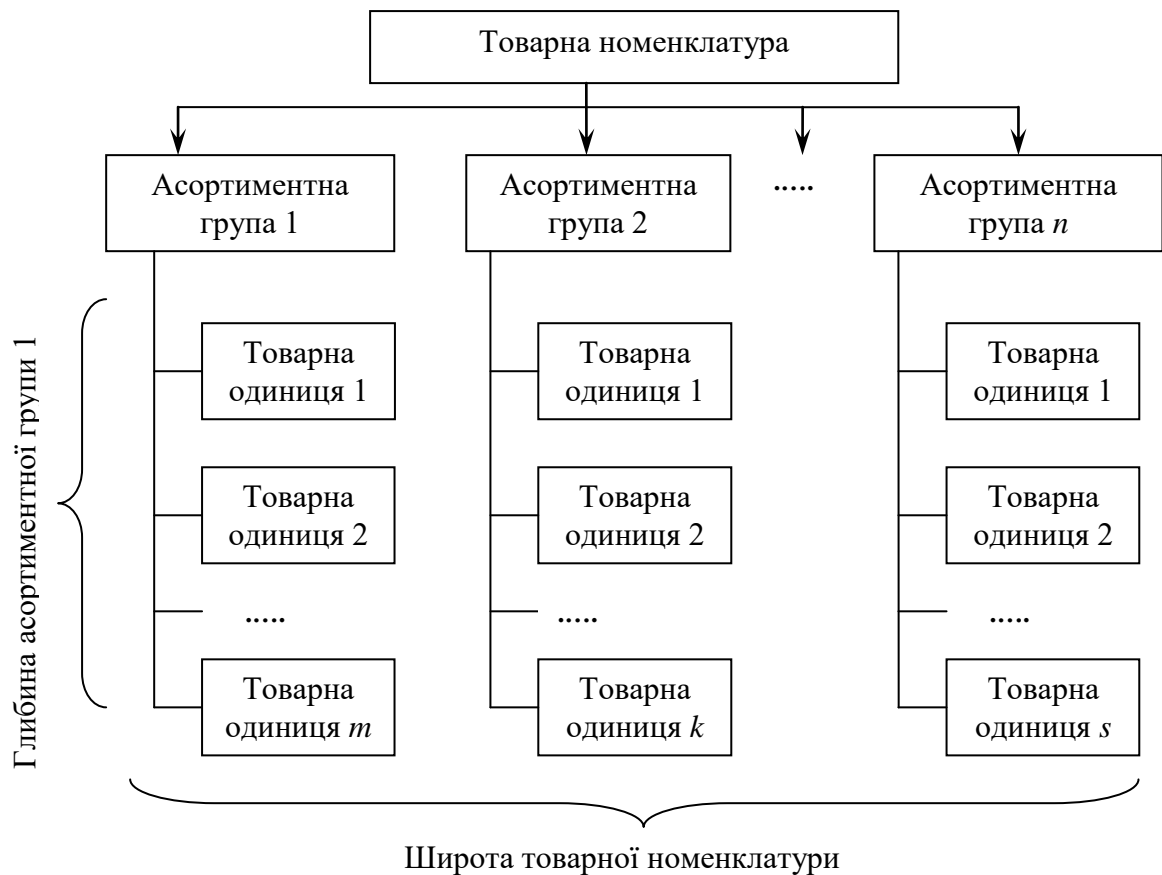 Товарна номенклатура
Асортиментна
група 1
Асортиментна
група 2
.....
Асортиментна
група n
Глибина асортиментної групи 1
Товарна
одиниця 1
Товарна
одиниця 1
Товарна
одиниця 1
Товарна
одиниця 2
Товарна
одиниця 2
Товарна
одиниця 2
.....
.....
.....
Товарна
одиниця m
Товарна
одиниця k
Товарна
одиниця s
Широта товарної номенклатури